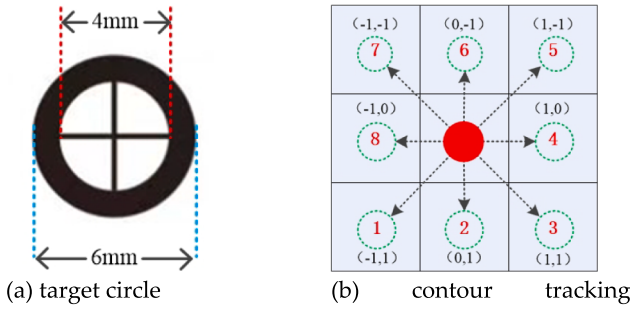 4mm
6mm
(a) target circle
(-1,-1) (0,-1) (1,-1)
7 6 5
(-1,0) (1,0)
8 4
1 2 3
(-1,1) (0,1) (1,1)
(b) contour tracking